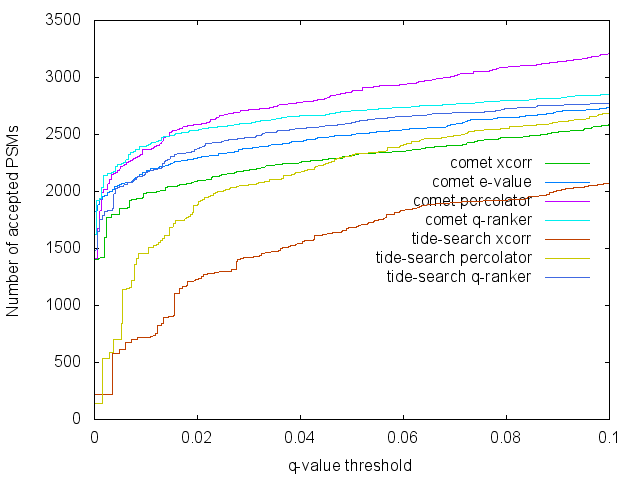 3500
3000
2500
2000
1500
1000
500
0
Number of accepted PSMs
comet xcorr
comet e-value
comet percolator
comet q-ranker
tide-search xcorr
tide-search percolator
tide-search q-ranker
0 0.02 0.04 0.06 0.08 0.1
q-value threshold